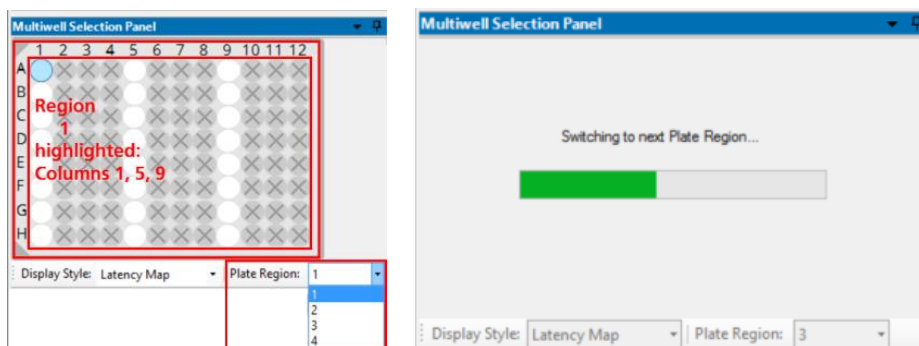 Multiwell Selection Panel
1 2 3 4 5 6 7 8 9 10 11 12
A
B
Region
C
1
D
highlighted:
E
Columns 1, 5, 9
F
G
H
Display Style: Latency Map Plate Region: 1
1
2
3
4
Multiwell Selection Panel
Switching to next Plate Region...
Display Style: Latency Map Plate Region: 3